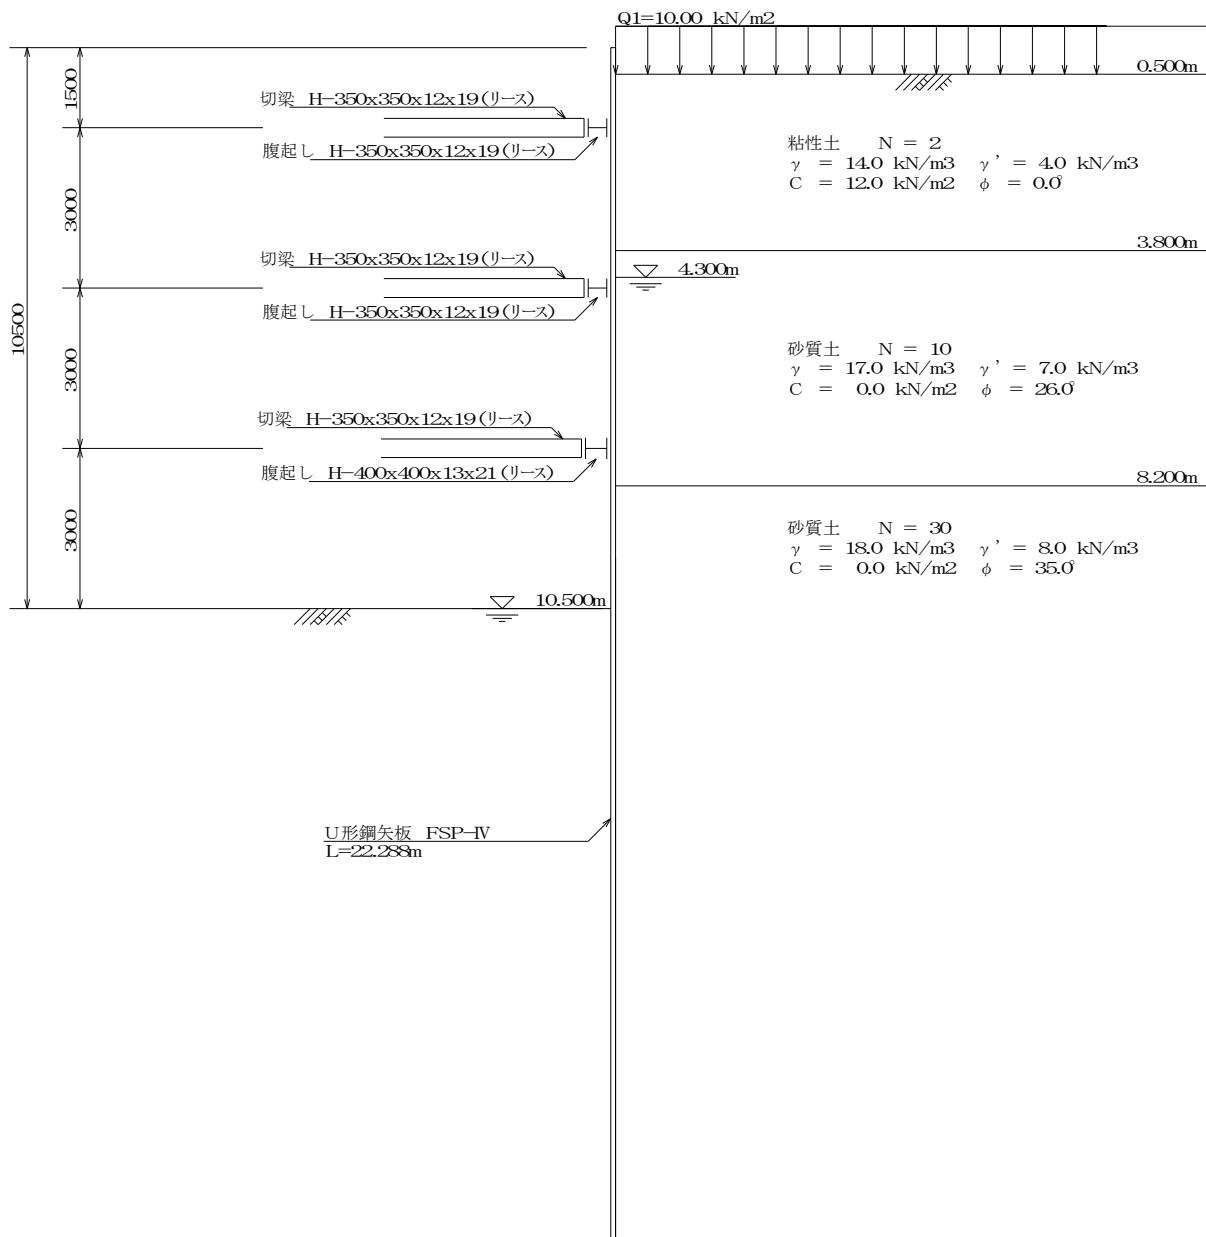 Q1=10.00 kN/m2
0.500m
1500
切梁 H-350x350x12x19(リース)
腹起し H-350x350x12x19(リース)
粘性土 N = 2
γ = 14.0 kN/m3 γ' = 4.0 kN/m3
C = 12.0 kN/m2 φ = 0.0°
3000
3.800m
切梁 H-350x350x12x19(リース)
4.300m
腹起し H-350x350x12x19(リース)
10500
砂質土 N = 10
γ = 17.0 kN/m3 γ' = 7.0 kN/m3
C = 0.0 kN/m2 φ = 26.0°
3000
切梁 H-350x350x12x19(リース)
腹起し H-400x400x13x21(リース)
8.200m
3000
砂質土 N = 30
γ = 18.0 kN/m3 γ' = 8.0 kN/m3
C = 0.0 kN/m2 φ = 35.0°
10.500m
U形鋼矢板 FSP-Ⅳ
L=22.288m